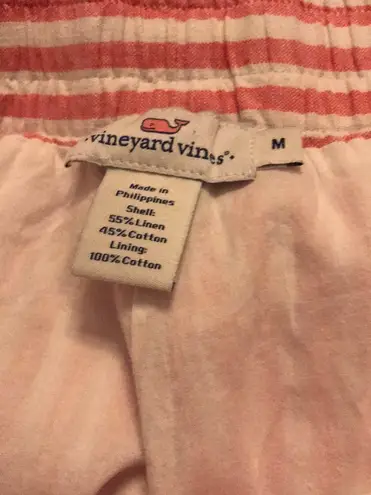 vineyard vines®
M
Made in
Philippines
Shell:
55% Linen
45% Cotton
Lining:
100% Cotton